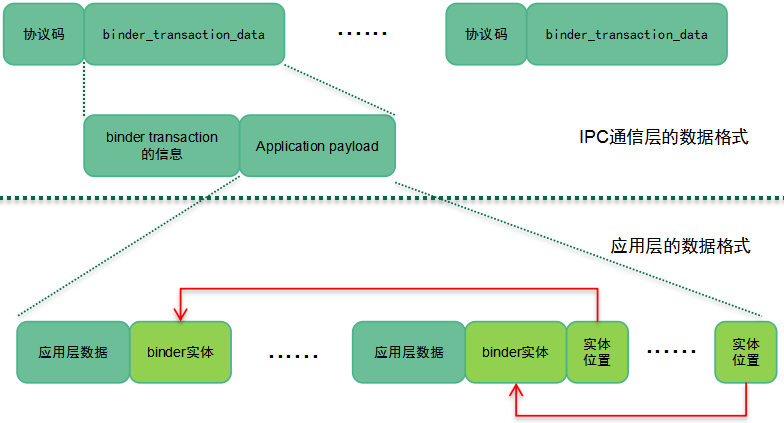 协议码
binder_transaction_data
······
协议码
binder_transaction_data
binder transaction
的信息
Application payload
IPC通信层的数据格式
应用层的数据格式
应用层数据
binder实体
······
应用层数据
binder实体
实体
位置
······
实体
位置